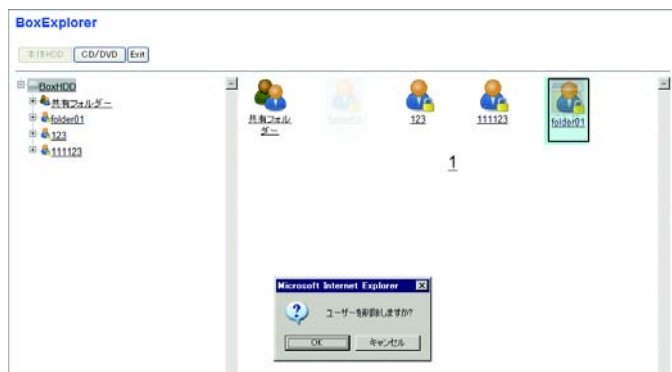 BoxExplorer
本体HDD CD/DVD Exit
BoxHDD
共有フォルダー
folder01
123
111123
共有フォル
ダー
folder01
123
111123
folder01
1
Microsoft Internet Explorer
ユーザーを削除しますか?
OK キャンセル